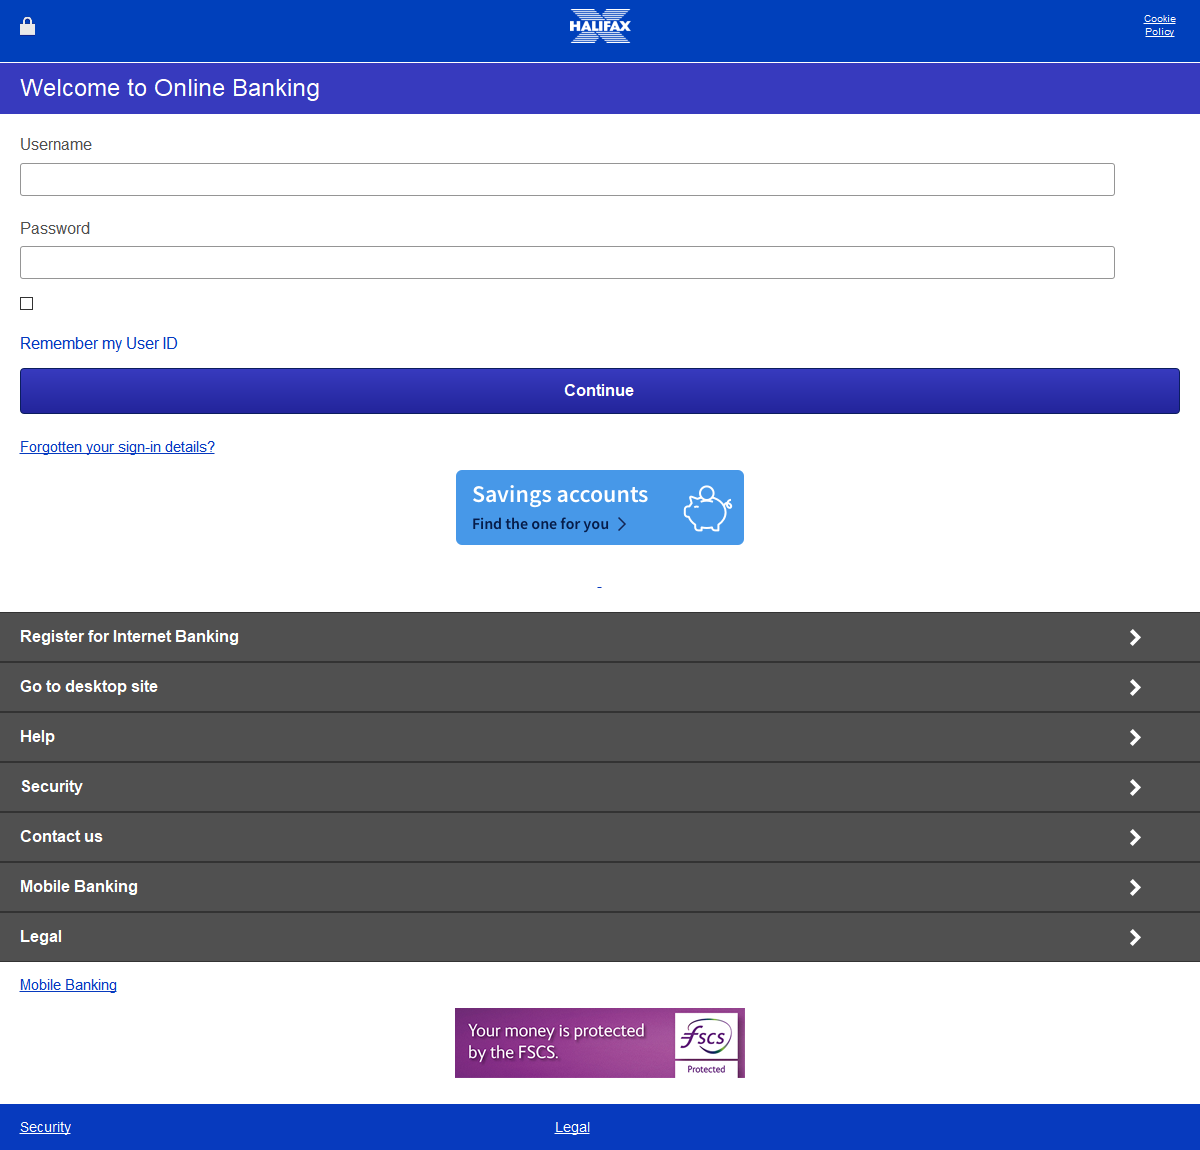 HALIFAX
Cookie
Policy
Welcome to Online Banking
Username
Password
Remember my User ID
Continue
Forgotten your sign-in details?
Savings accounts
Find the one for you
-
Register for Internet Banking
Go to desktop site
Help
Security
Contact us
Mobile Banking
Legal
Mobile Banking
Your money is protected
by the FSCS.
fscs
Protected
Security
Legal